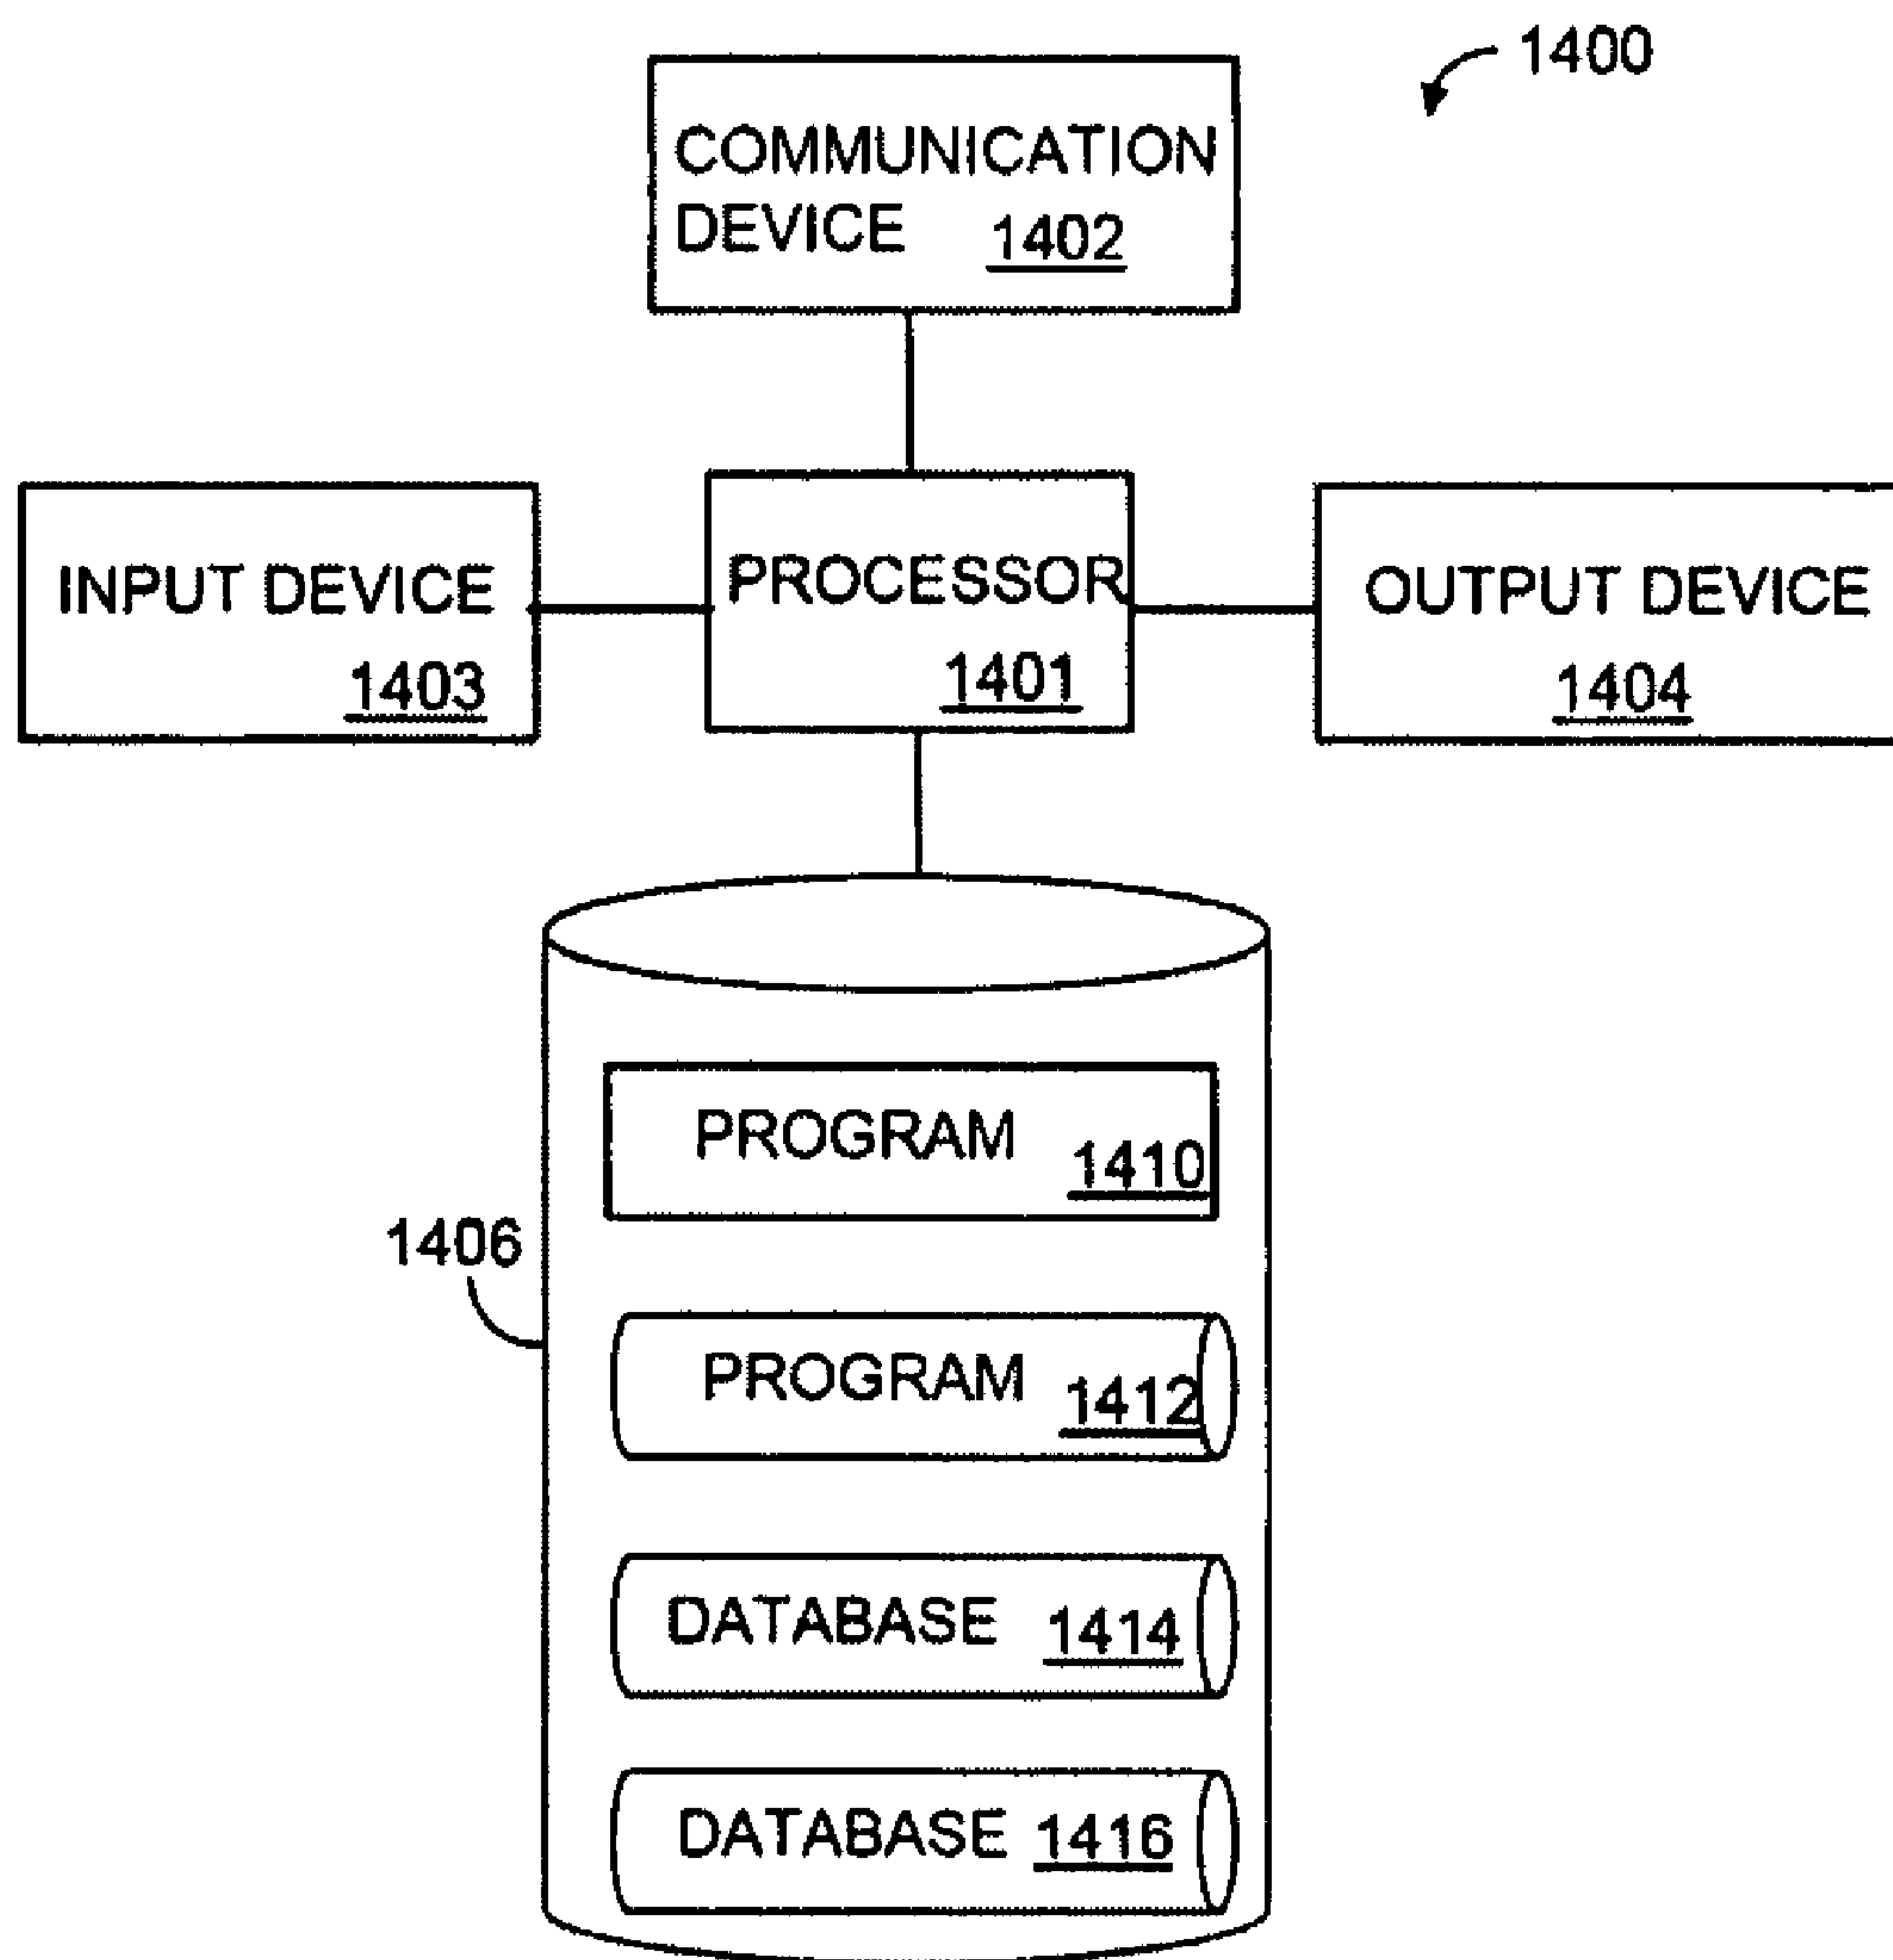 1400
COMMUNICATION
DEVICE 1402
INPUT DEVICE
1403
PROCESSOR
1401
OUTPUT DEVICE
1404
1406
PROGRAM 1410
PROGRAM 1412
DATABASE 1414
DATABASE 1416